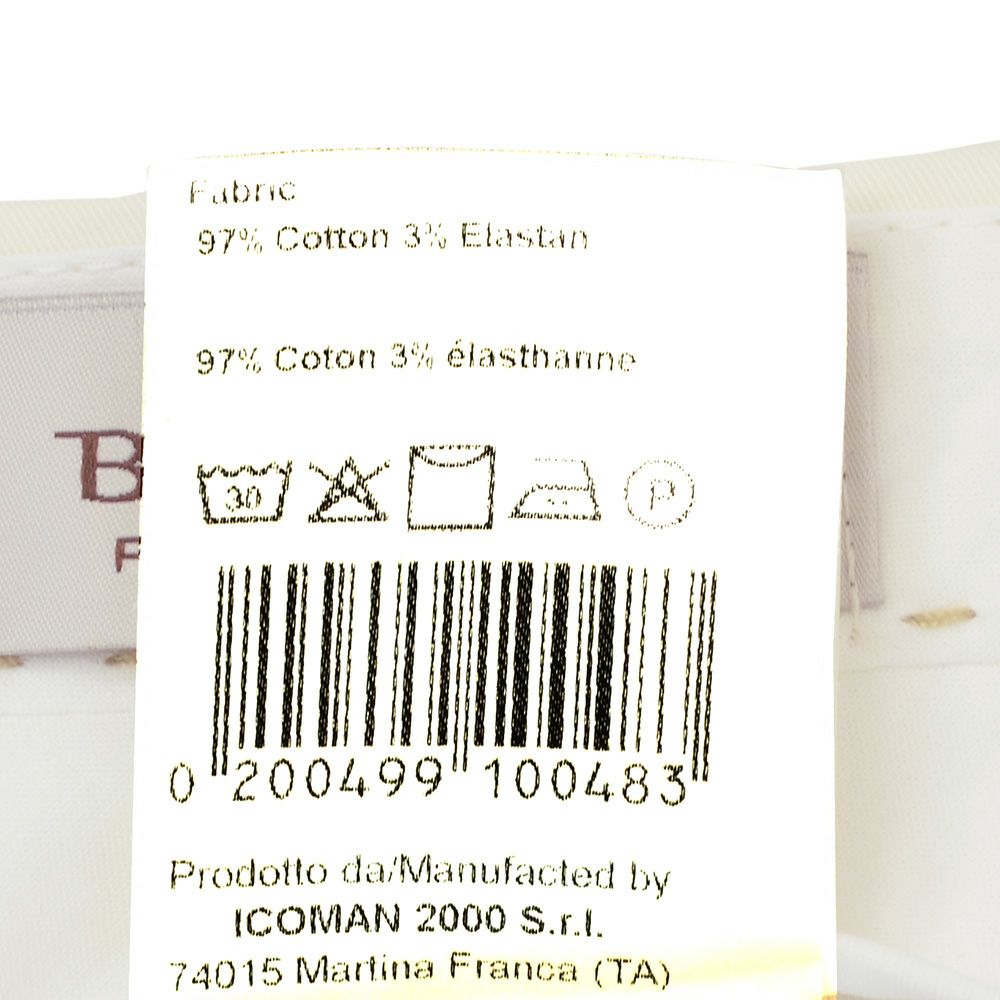 Fabric
97% Cotton 3% Elastan
97% Coton 3% élasthanne
30
P
0 200499 100483
Prodotto da/Manufacted by
ICOMAN 2000 S.r.l.
74015 Martina Franca (TA)